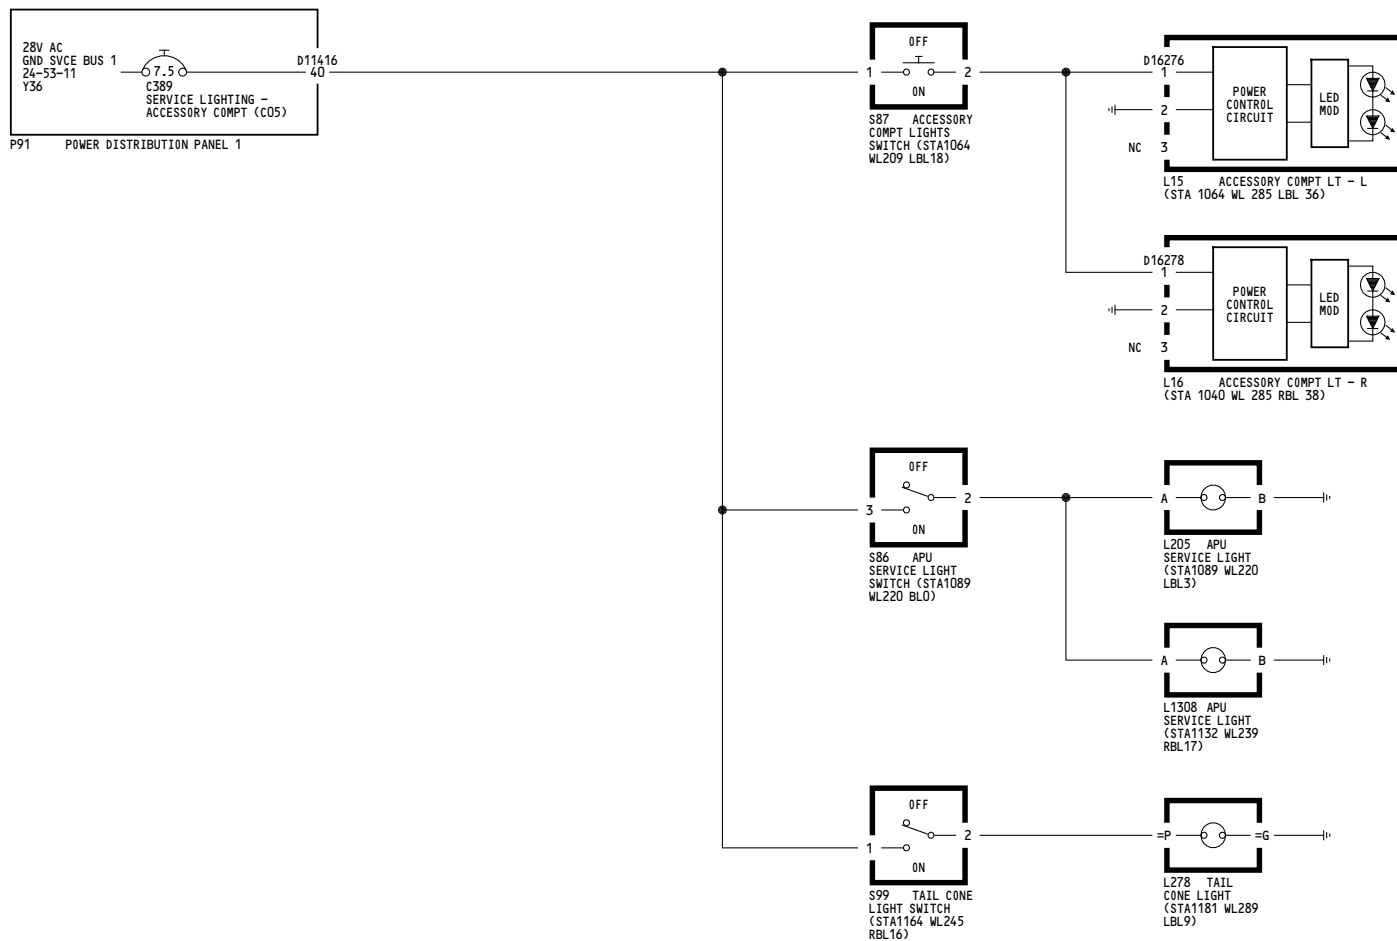 28V AC
GND SVCE BUS 1
24-53-11
Y36
7.5
C389
SERVICE LIGHTING -
ACCESSORY COMPT (C05)
D11416
40
P91 POWER DISTRIBUTION PANEL 1
OFF
1
2
ON
S87 ACCESSORY
COMPT LIGHTS
SWITCH (STA1064
WL209 LBL18)
D16276
1
2
NC 3
POWER
CONTROL
CIRCUIT
LED
MOD
L15 ACCESSORY COMPT LT - L
(STA 1064 WL 285 LBL 36)
D16278
1
2
NC 3
POWER
CONTROL
CIRCUIT
LED
MOD
L16 ACCESSORY COMPT LT - R
(STA 1040 WL 285 RBL 38)
OFF
3
2
ON
S86 APU
SERVICE LIGHT
SWITCH (STA1089
WL220 BL0)
A
B
L205 APU
SERVICE LIGHT
(STA1089 WL220
LBL3)
A
B
L1308 APU
SERVICE LIGHT
(STA1132 WL239
RBL17)
OFF
1
2
ON
S99 TAIL CONE
LIGHT SWITCH
(STA1164 WL245
RBL16)
=P
=G
L278 TAIL
CONE LIGHT
(STA1181 WL289
LBL9)